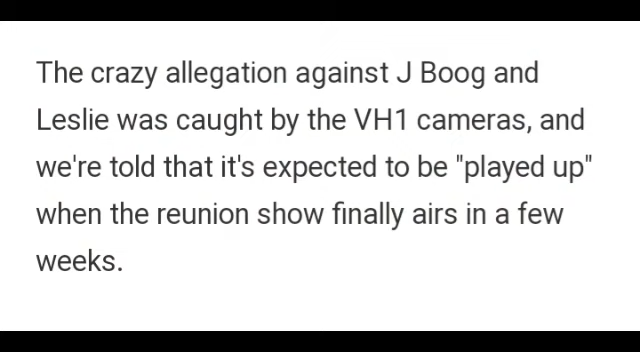 The crazy allegation against J Boog and
Leslie was caught by the VH1 cameras, and
we're told that it's expected to be "played up"
when the reunion show finally airs in a few
weeks.